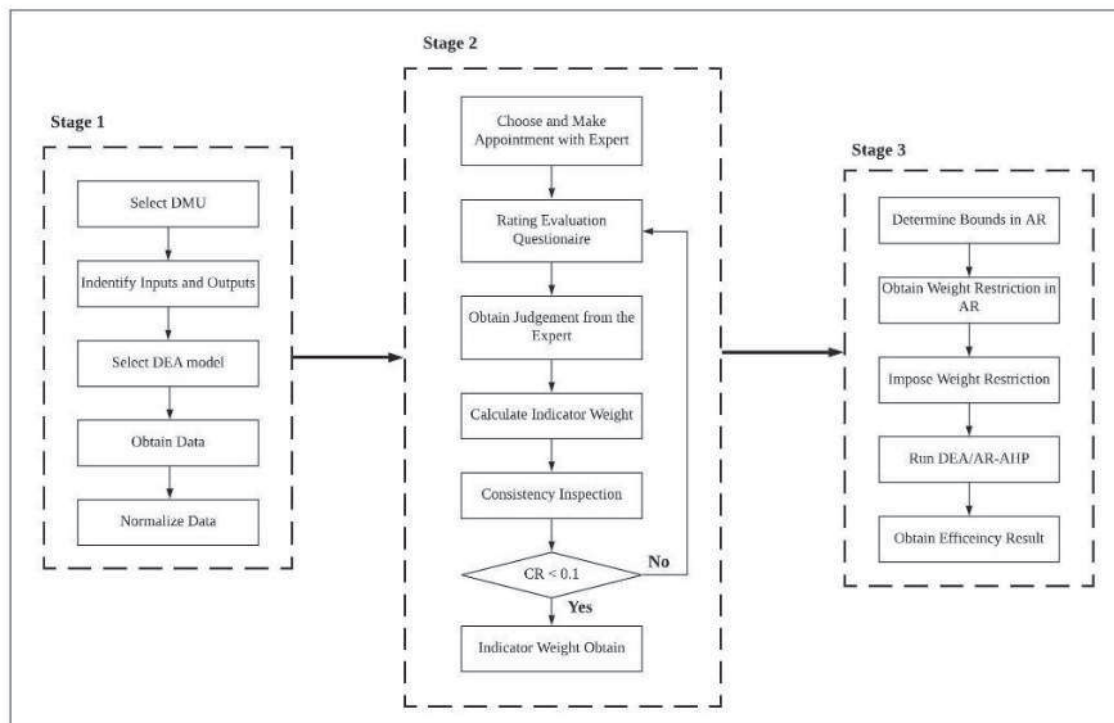 Stage 1
Select DMU
Indentify Inputs and Outputs
Select DEA model
Obtain Data
Normalize Data
Stage 2
Choose and Make
Appointment with Expert
Rating Evaluation
Questionaire
Obtain Judgement from the
Expert
Calculate Indicator Weight
Consistency Inspection
CR < 0.1
No
Yes
Indicator Weight Obtain
Stage 3
Determine Bounds in AR
Obtain Weight Restriction in
AR
Impose Weight Restriction
Run DEA/AR-AHP
Obtain Efficeincy Result